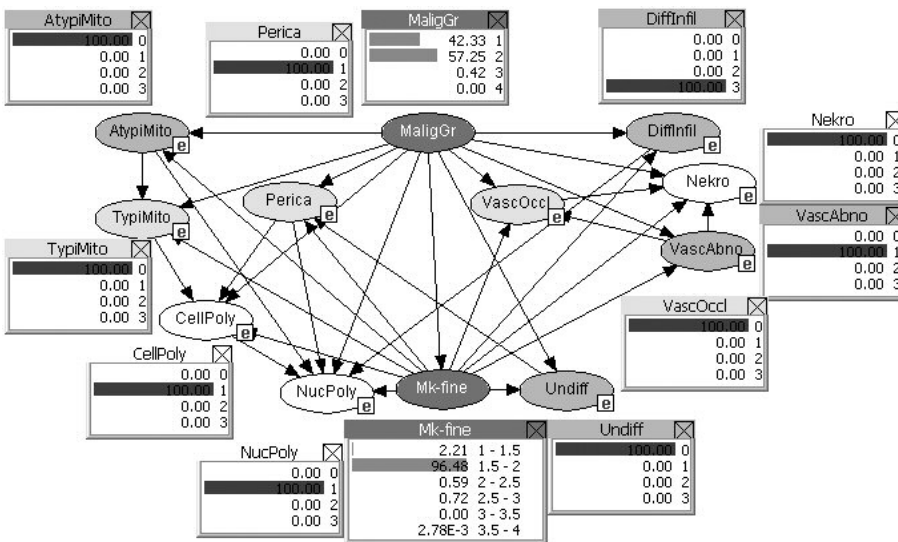 AtypiMito
100.00 0
0.00 1
0.00 2
0.00 3
Perica
0.00 0
100.00 1
0.00 2
0.00 3
MaligGr
42.33 1
57.25 2
0.42 3
0.00 4
DiffInfil
0.00 0
0.00 1
0.00 2
100.00 3
Nekro
100.00 0
0.00 1
0.00 2
0.00 3
AtypiMito
e
MaligGr
DiffInfil
e
Nekro
e
Perica
e
VascOccl
e
TypiMito
e
VascAbno
e
VascAbno
0.00 0
100.00 1
0.00 2
0.00 3
TypiMito
100.00 0
0.00 1
0.00 2
0.00 3
CellPoly
e
VascOccl
100.00 0
0.00 1
0.00 2
0.00 3
CellPoly
0.00 0
100.00 1
0.00 2
0.00 3
NucPoly
e
Mk-fine
Undiff
e
NucPoly
0.00 0
100.00 1
0.00 2
0.00 3
Mk-fine
2.21 1 - 1.5
96.48 1.5 - 2
0.59 2 - 2.5
0.72 2.5 - 3
0.00 3 - 3.5
2.78E-3 3.5 - 4
Undiff
100.00 0
0.00 1
0.00 2
0.00 3